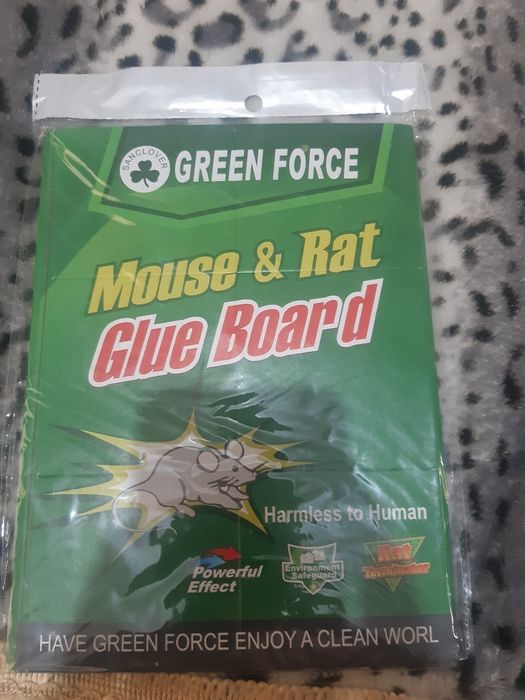 SANCLOVER
GREEN FORCE
Mouse & Rat
Glue Board
Harmless to Human
Powerful
Effect
Environment
Safeguard
Rat
Terminator
HAVE GREEN FORCE ENJOY A CLEAN WORL